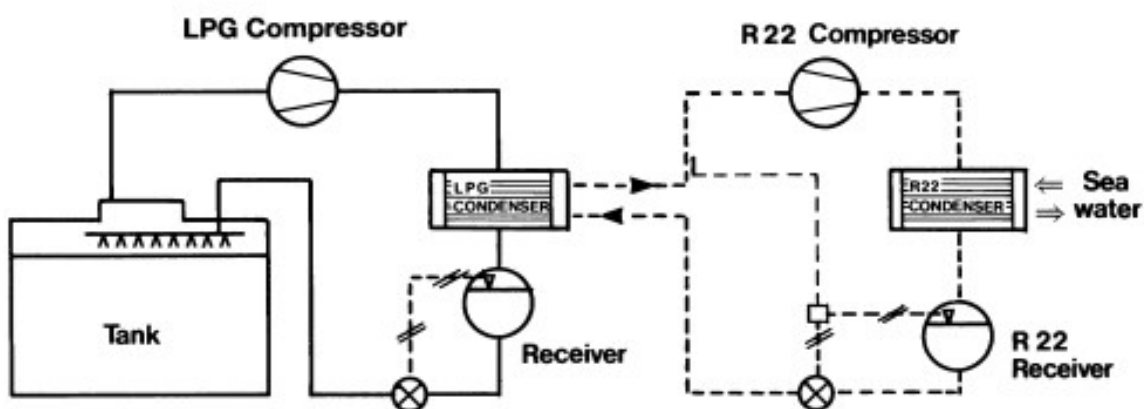 LPG Compressor
R 22 Compressor
LPG
CONDENSER
R22
CONDENSER
Sea
water
Tank
Receiver
R 22
Receiver